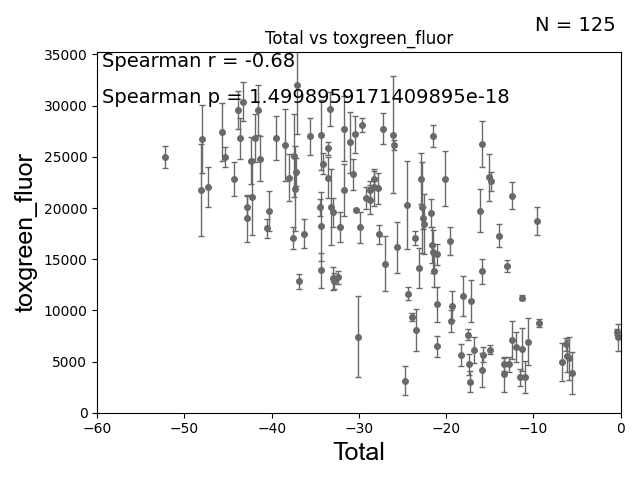 N = 125
Total vs toxgreen_fluor
Spearman r = -0.68
Spearman p = 1.4998959171409895e-18
35000
30000
25000
20000
15000
10000
5000
0
toxgreen_fluor
−60 −50 −40 −30 −20 −10 0
Total